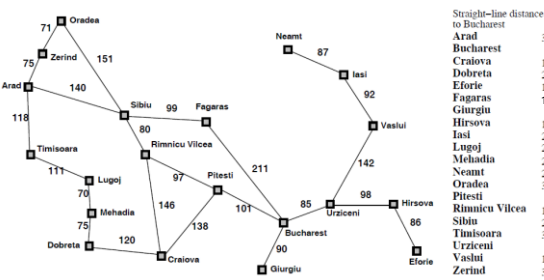 Oradea
71
Neamt
87
Zerind
151
75
Iasi
Arad
140
92
Sibiu
99
Fagaras
118
80
Vaslui
Timisoara
Rimnicu Vilcea
111
Lugoj
97
Pitesti
211
142
70
98
Hirsova
Mehadia
146
101
85
Urziceni
75
138
86
Bucharest
Dobreta
120
90
Craiova
Eforie
Giurgiu
Straight–line distance
to Bucharest
Arad
Bucharest
Craiova
Dobreta
Eforie
Fagaras
Giurgiu
Hirsova
Iasi
Lugoj
Mehadia
Neamt
Oradea
Pitesti
Rimnicu Vilcea
Sibiu
Timisoara
Urziceni
Vaslui
Zerind